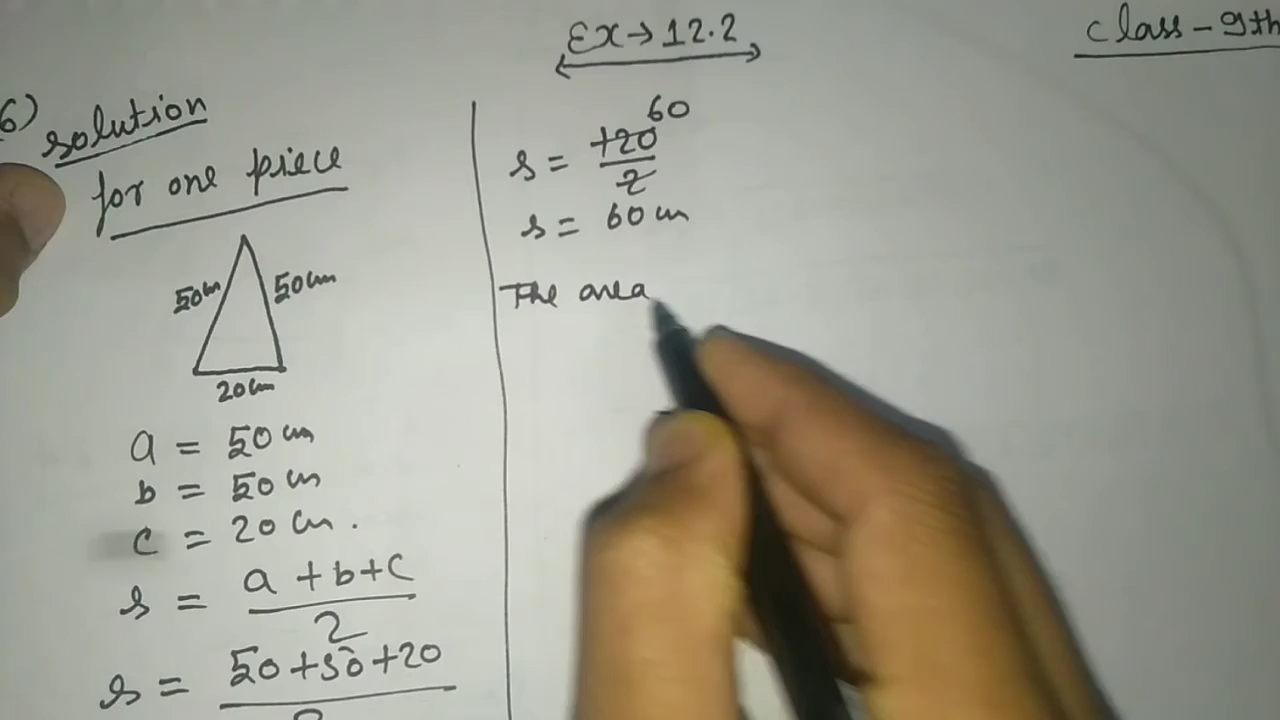 Ex → 12.2
class - 9th
6) solution
for one piece
50cm 50cm
20cm
a = 50 cm
b = 50 cm
c = 20 cm.
s = a + b + c
2
s = 50 + 50 + 20
60
s = 120
2
s = 60 cm
The area